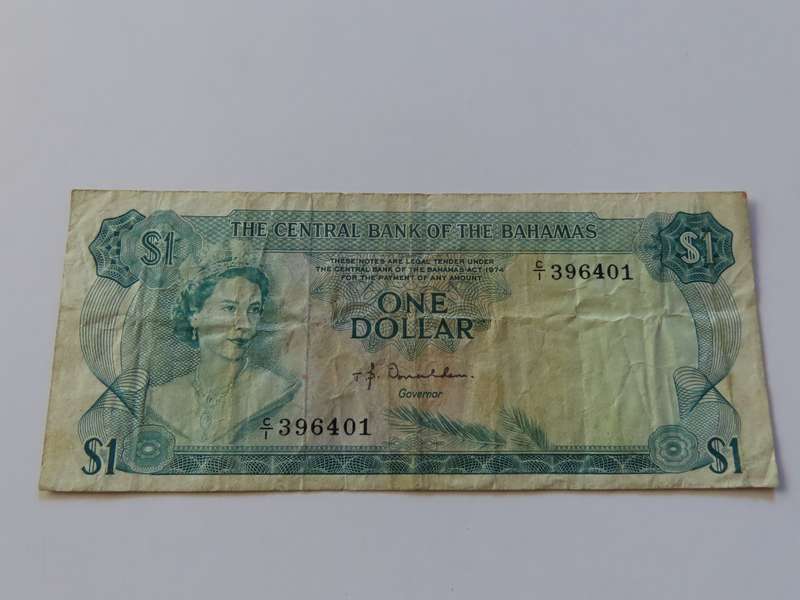 THE CENTRAL BANK OF THE BAHAMAS
$1
$1
THESE NOTES ARE LEGAL TENDER UNDER
THE CENTRAL BANK OF THE BAHAMAS ACT 1974
FOR THE PAYMENT OF ANY AMOUNT
C/1 396401
ONE
DOLLAR
T. B. Donaldson.
Governor
C/1 396401
$1
$1